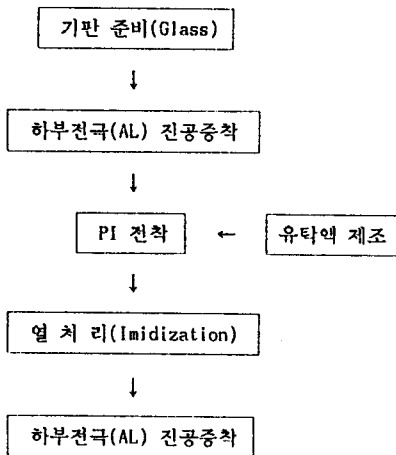 기판 준비(Glass)
↓
하부전극(AL) 진공증착
↓
PI 전착 ← 유탁액 제조
↓
열 처 리(Imidization)
↓
하부전극(AL) 진공증착